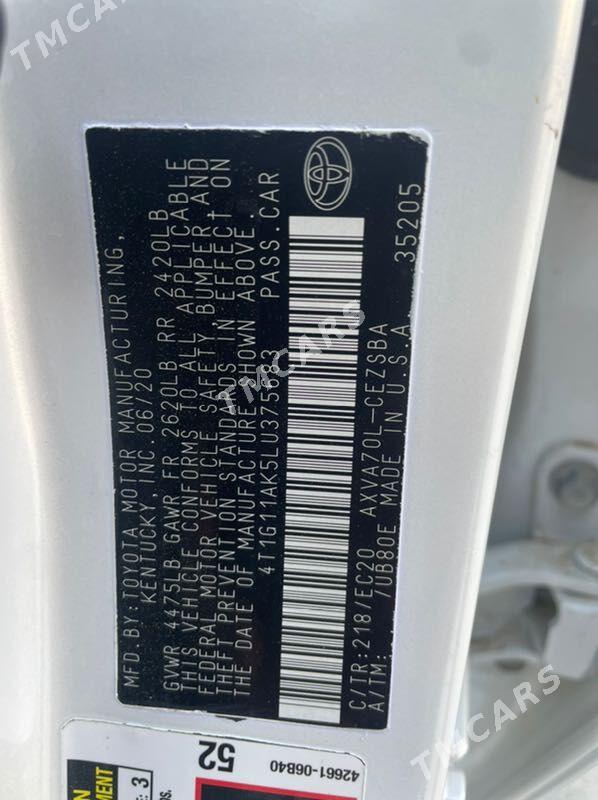 MFD.BY:TOYOTA MOTOR MANUFACTURING,
KENTUCKY, INC. 06/20
GVWR 4475LB GAWR FR 2620LB RR 2420LB
THIS VEHICLE CONFORMS TO ALL APPLICABLE
FEDERAL MOTOR VEHICLE SAFETY, BUMPER AND
THEFT PREVENTION STANDARDS IN EFFECT ON
THE DATE OF MANUFACTURE SHOWN ABOVE.
PASS.CAR
C/TR:218/EC20 AXVA70L-CEZSBA
A/TM: /UB80E MADE IN U.S.A 35205
52
42661-06B40
3
TMCARS
TMCARS
TMCARS
TMCARS
TMCARS